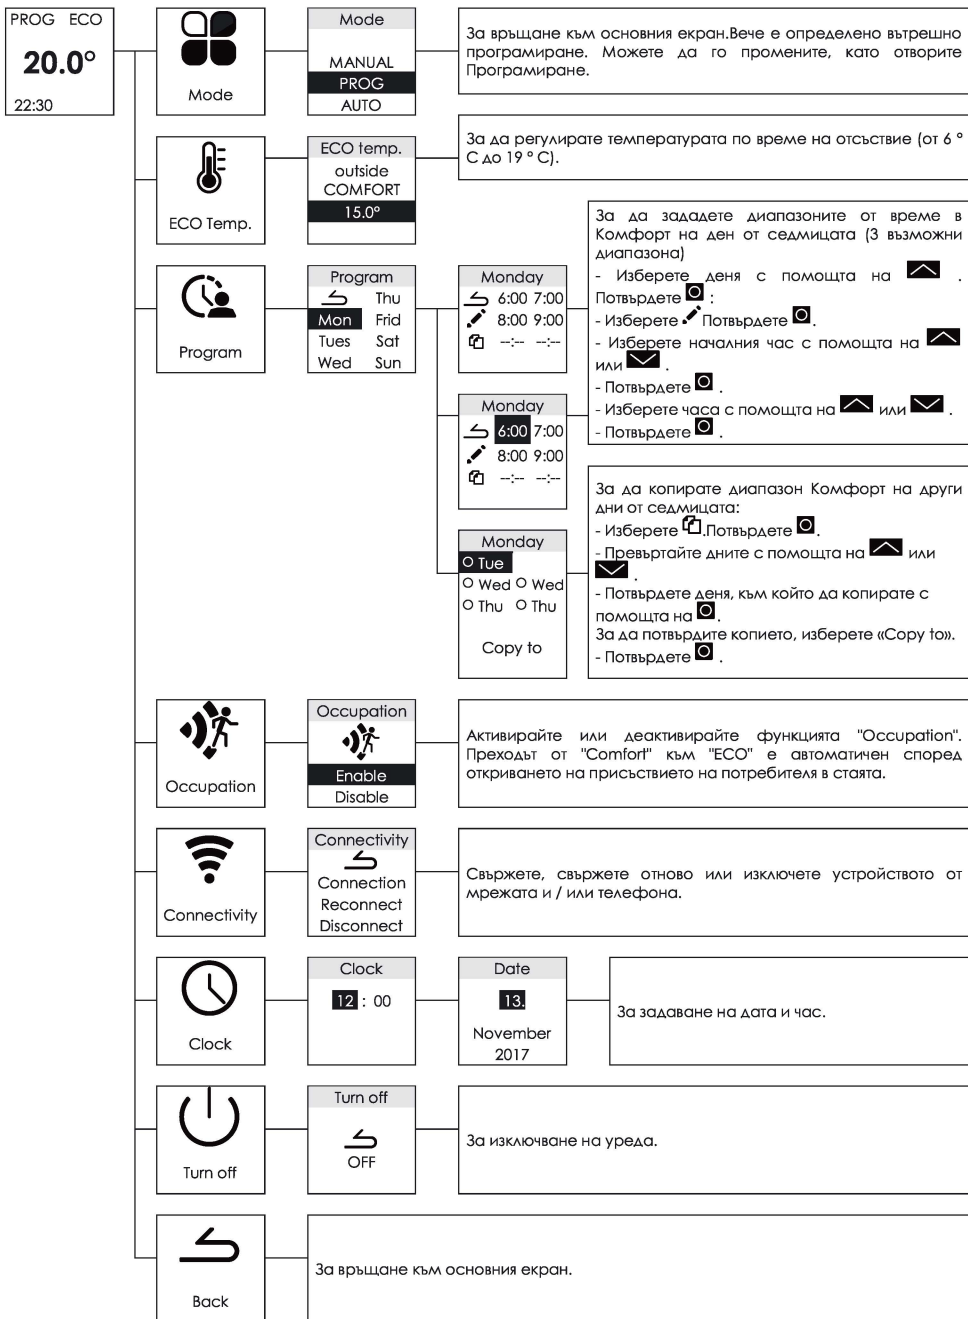 PROG ECO
20.0°
22:30
Mode
Mode
MANUAL
PROG
AUTO
За връщане към основния екран.Вече е определено вътрешно
програмиране. Можете да го промените, като отворите
Програмиране.
ECO Temp.
ECO temp.
outside
COMFORT
15.0°
За да регулирате температурата по време на отсъствие (от 6 °
C до 19 ° C).
Program
Program
Thu
Mon Frid
Tues Sat
Wed Sun
Monday
6:00 7:00
8:00 9:00
--:-- --:--
За да зададете диапазоните от време в
Комфорт на ден от седмицата (3 възможни
диапазона)
- Изберете деня с помощта на .
Потвърдете :
- Изберете Потвърдете .
- Изберете началния час с помощта на
или .
- Потвърдете .
- Изберете часа с помощта на или .
- Потвърдете .
Monday
6:00 7:00
8:00 9:00
--:-- --:--
Monday
Tue
Wed Wed
Thu Thu
Copy to
За да копирате диапазон Комфорт на други
дни от седмицата:
- Изберете .Потвърдете .
- Превъртайте дните с помощта на или
.
- Потвърдете деня, към който да копирате с
помощта на .
За да потвърдите копието, изберете «Copy to».
- Потвърдете .
Occupation
Occupation
Enable
Disable
Активирайте или деактивирайте функцията "Occupation".
Преходът от "Comfort" към "ECO" е автоматичен според
откриването на присъствието на потребителя в стаята.
Connectivity
Connectivity
Connection
Reconnect
Disconnect
Свържете, свържете отново или изключете устройството от
мрежата и / или телефона.
Clock
Clock
12 : 00
Date
13.
November
2017
За задаване на дата и час.
Turn off
Turn off
OFF
За изключване на уреда.
Back
За връщане към основния екран.